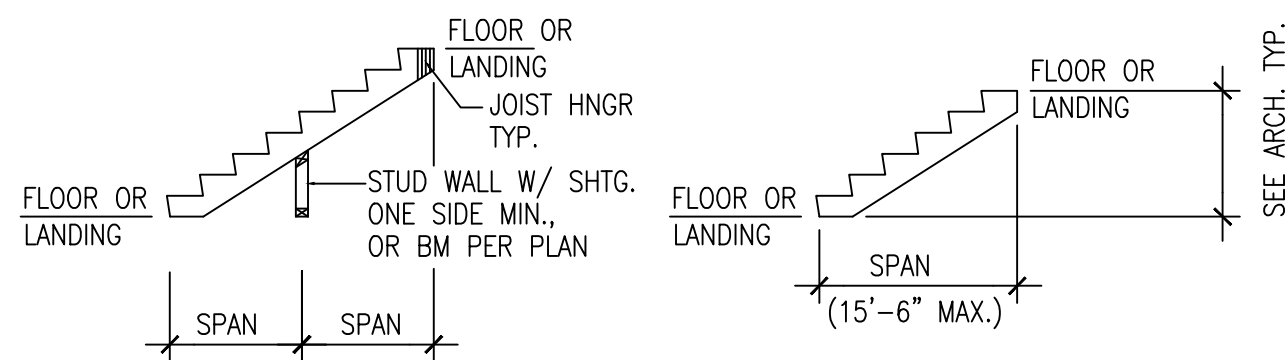 FLOOR OR
LANDING
JOIST HNGR
TYP.
STUD WALL W/ SHTG.
ONE SIDE MIN.,
OR BM PER PLAN
FLOOR OR
LANDING
SPAN
SPAN
FLOOR OR
LANDING
FLOOR OR
LANDING
SPAN
(15'-6" MAX.)
SEE ARCH. TYP.